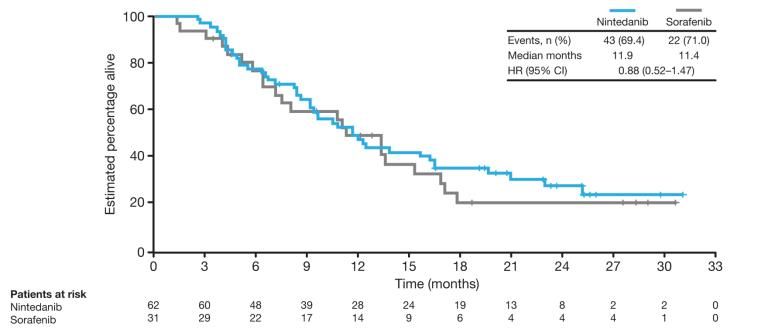 Nintedanib Sorafenib
Events, n (%) 43 (69.4) 22 (71.0)
Median months 11.9 11.4
HR (95% CI) 0.88 (0.52–1.47)
Estimated percentage alive
100
80
60
40
20
0
0 3 6 9 12 15 18 21 24 27 30 33
Time (months)
Patients at risk
Nintedanib 62 60 48 39 28 24 19 13 8 2 2 0
Sorafenib 31 29 22 17 14 9 6 4 4 4 1 0